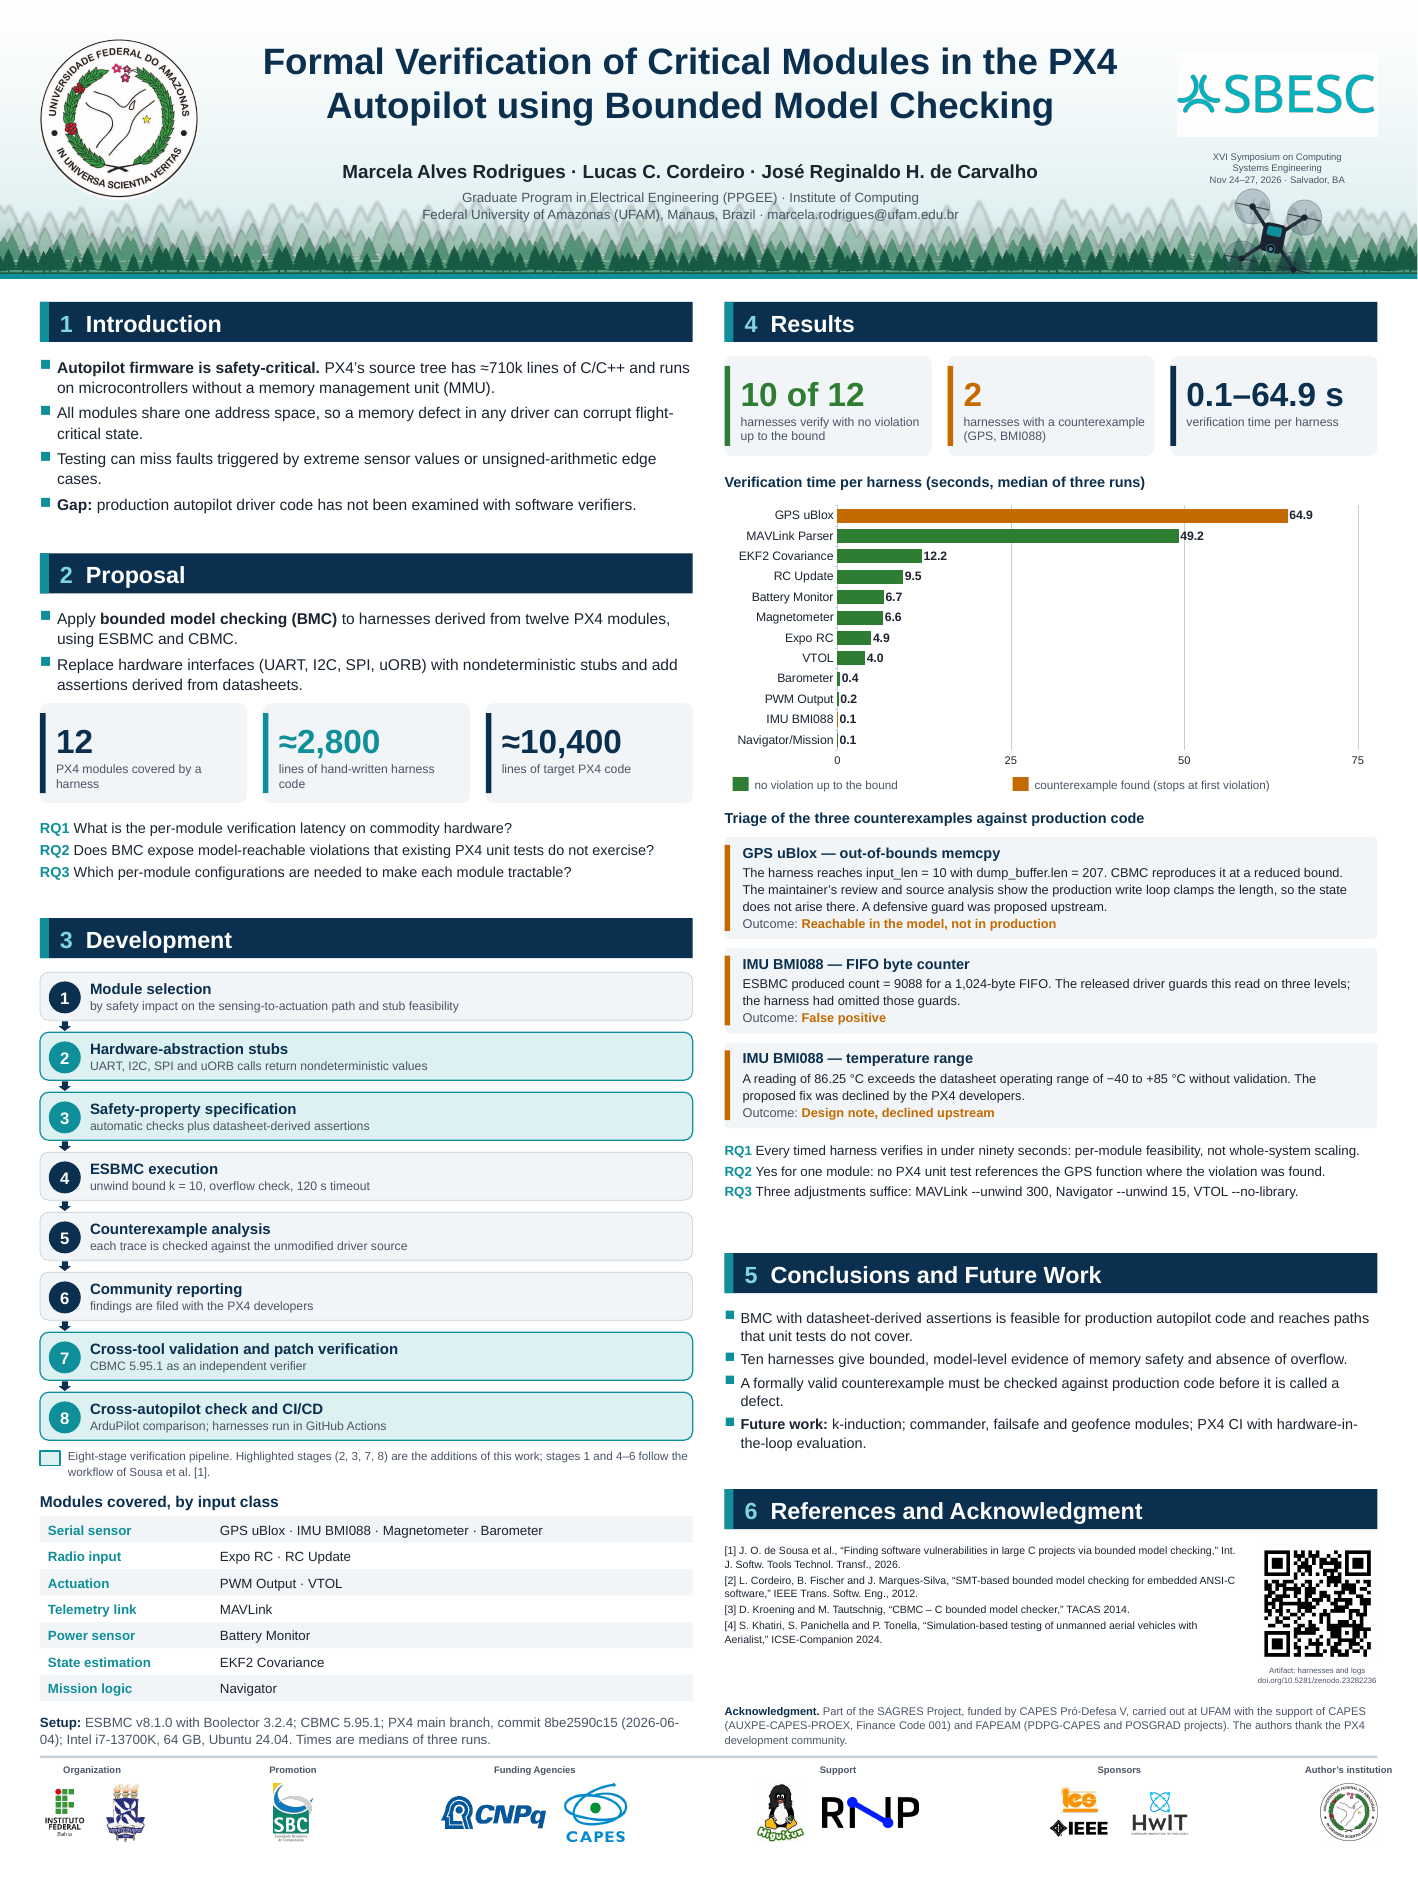 UNIVERSIDADE FEDERAL DO AMAZONAS
IN UNIVERSA SCIENTIA VERITAS
Formal Verification of Critical Modules in the PX4
Autopilot using Bounded Model Checking
Marcela Alves Rodrigues · Lucas C. Cordeiro · José Reginaldo H. de Carvalho
Graduate Program in Electrical Engineering (PPGEE) · Institute of Computing
Federal University of Amazonas (UFAM), Manaus, Brazil · marcela.rodrigues@ufam.edu.br
SBESC
XVI Symposium on Computing
Systems Engineering
Nov 24–27, 2026 · Salvador, BA
1 Introduction
Autopilot firmware is safety-critical. PX4's source tree has ≈710k lines of C/C++ and runs
on microcontrollers without a memory management unit (MMU).
All modules share one address space, so a memory defect in any driver can corrupt flight-
critical state.
Testing can miss faults triggered by extreme sensor values or unsigned-arithmetic edge
cases.
Gap: production autopilot driver code has not been examined with software verifiers.
2 Proposal
Apply bounded model checking (BMC) to harnesses derived from twelve PX4 modules,
using ESBMC and CBMC.
Replace hardware interfaces (UART, I2C, SPI, uORB) with nondeterministic stubs and add
assertions derived from datasheets.
12
PX4 modules covered by a
harness
≈2,800
lines of hand-written harness
code
≈10,400
lines of target PX4 code
RQ1 What is the per-module verification latency on commodity hardware?
RQ2 Does BMC expose model-reachable violations that existing PX4 unit tests do not exercise?
RQ3 Which per-module configurations are needed to make each module tractable?
3 Development
1 Module selection
by safety impact on the sensing-to-actuation path and stub feasibility
2 Hardware-abstraction stubs
UART, I2C, SPI and uORB calls return nondeterministic values
3 Safety-property specification
automatic checks plus datasheet-derived assertions
4 ESBMC execution
unwind bound k = 10, overflow check, 120 s timeout
5 Counterexample analysis
each trace is checked against the unmodified driver source
6 Community reporting
findings are filed with the PX4 developers
7 Cross-tool validation and patch verification
CBMC 5.95.1 as an independent verifier
8 Cross-autopilot check and CI/CD
ArduPilot comparison; harnesses run in GitHub Actions
Eight-stage verification pipeline. Highlighted stages (2, 3, 7, 8) are the additions of this work; stages 1 and 4–6 follow the
workflow of Sousa et al. [1].
Modules covered, by input class
Serial sensor GPS uBlox · IMU BMI088 · Magnetometer · Barometer
Radio input Expo RC · RC Update
Actuation PWM Output · VTOL
Telemetry link MAVLink
Power sensor Battery Monitor
State estimation EKF2 Covariance
Mission logic Navigator
Setup: ESBMC v8.1.0 with Boolector 3.2.4; CBMC 5.95.1; PX4 main branch, commit 8be2590c15 (2026-06-
04); Intel i7-13700K, 64 GB, Ubuntu 24.04. Times are medians of three runs.
4 Results
10 of 12
harnesses verify with no violation
up to the bound
2
harnesses with a counterexample
(GPS, BMI088)
0.1–64.9 s
verification time per harness
Verification time per harness (seconds, median of three runs)
GPS uBlox 64.9
MAVLink Parser 49.2
EKF2 Covariance 12.2
RC Update 9.5
Battery Monitor 6.7
Magnetometer 6.6
Expo RC 4.9
VTOL 4.0
Barometer 0.4
PWM Output 0.2
IMU BMI088 0.1
Navigator/Mission 0.1
0 25 50 75
no violation up to the bound counterexample found (stops at first violation)
Triage of the three counterexamples against production code
GPS uBlox — out-of-bounds memcpy
The harness reaches input_len = 10 with dump_buffer.len = 207. CBMC reproduces it at a reduced bound.
The maintainer's review and source analysis show the production write loop clamps the length, so the state
does not arise there. A defensive guard was proposed upstream.
Outcome: Reachable in the model, not in production
IMU BMI088 — FIFO byte counter
ESBMC produced count = 9088 for a 1,024-byte FIFO. The released driver guards this read on three levels;
the harness had omitted those guards.
Outcome: False positive
IMU BMI088 — temperature range
A reading of 86.25 °C exceeds the datasheet operating range of −40 to +85 °C without validation. The
proposed fix was declined by the PX4 developers.
Outcome: Design note, declined upstream
RQ1 Every timed harness verifies in under ninety seconds: per-module feasibility, not whole-system scaling.
RQ2 Yes for one module: no PX4 unit test references the GPS function where the violation was found.
RQ3 Three adjustments suffice: MAVLink --unwind 300, Navigator --unwind 15, VTOL --no-library.
5 Conclusions and Future Work
BMC with datasheet-derived assertions is feasible for production autopilot code and reaches paths
that unit tests do not cover.
Ten harnesses give bounded, model-level evidence of memory safety and absence of overflow.
A formally valid counterexample must be checked against production code before it is called a
defect.
Future work: k-induction; commander, failsafe and geofence modules; PX4 CI with hardware-in-
the-loop evaluation.
6 References and Acknowledgment
[1] J. O. de Sousa et al., “Finding software vulnerabilities in large C projects via bounded model checking,” Int.
J. Softw. Tools Technol. Transf., 2026.
[2] L. Cordeiro, B. Fischer and J. Marques-Silva, “SMT-based bounded model checking for embedded ANSI-C
software,” IEEE Trans. Softw. Eng., 2012.
[3] D. Kroening and M. Tautschnig, “CBMC – C bounded model checker,” TACAS 2014.
[4] S. Khatiri, S. Panichella and P. Tonella, “Simulation-based testing of unmanned aerial vehicles with
Aerialist,” ICSE-Companion 2024.
Artifact: harnesses and logs
doi.org/10.5281/zenodo.23282236
Acknowledgment. Part of the SAGRES Project, funded by CAPES Pró-Defesa V, carried out at UFAM with the support of CAPES
(AUXPE-CAPES-PROEX, Finance Code 001) and FAPEAM (PDPG-CAPES and POSGRAD projects). The authors thank the PX4
development community.
Organization Promotion Funding Agencies Support Sponsors Author's institution
INSTITUTO
FEDERAL
Bahia
SBC
CNPq
CAPES
Niguitux
RNP
IEEE
HwIT